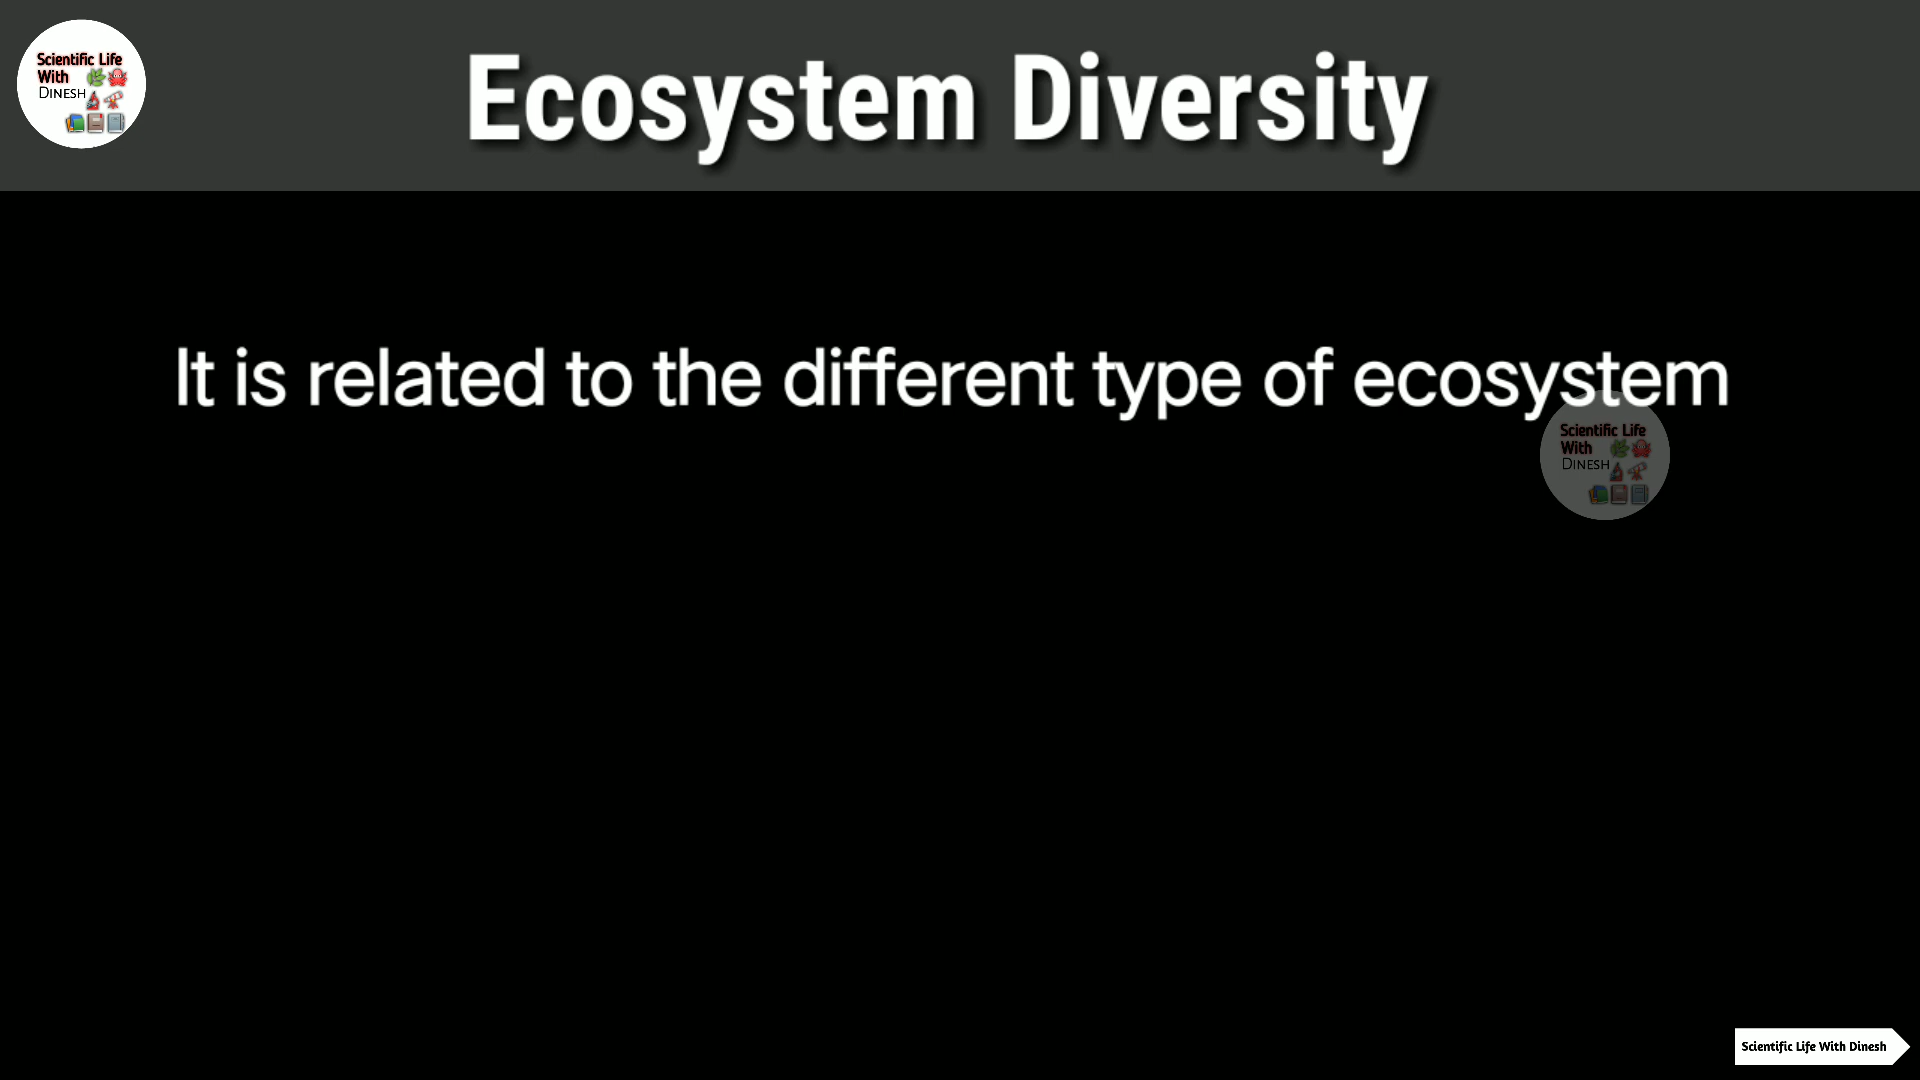 Scientific Life
With
DINESH
Ecosystem Diversity
It is related to the different type of ecosystem
Scientific Life
With
DINESH
Scientific Life With Dinesh